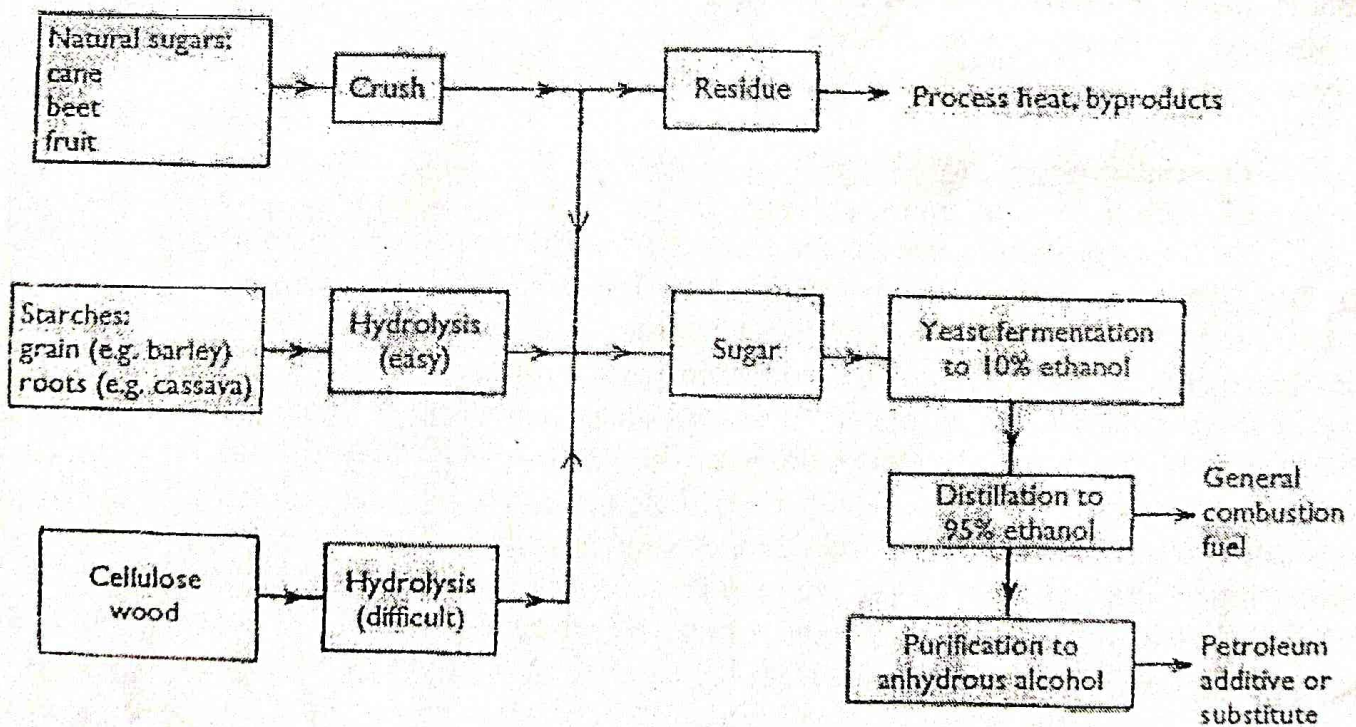 Natural sugars:
cane
beet
fruit
Crush
Residue
Process heat, byproducts
Starches:
grain (e.g. barley)
roots (e.g. cassava)
Hydrolysis
(easy)
Sugar
Yeast fermentation
to 10% ethanol
Distillation to
95% ethanol
General
combustion
fuel
Cellulose
wood
Hydrolysis
(difficult)
Purification to
anhydrous alcohol
Petroleum
additive or
substitute